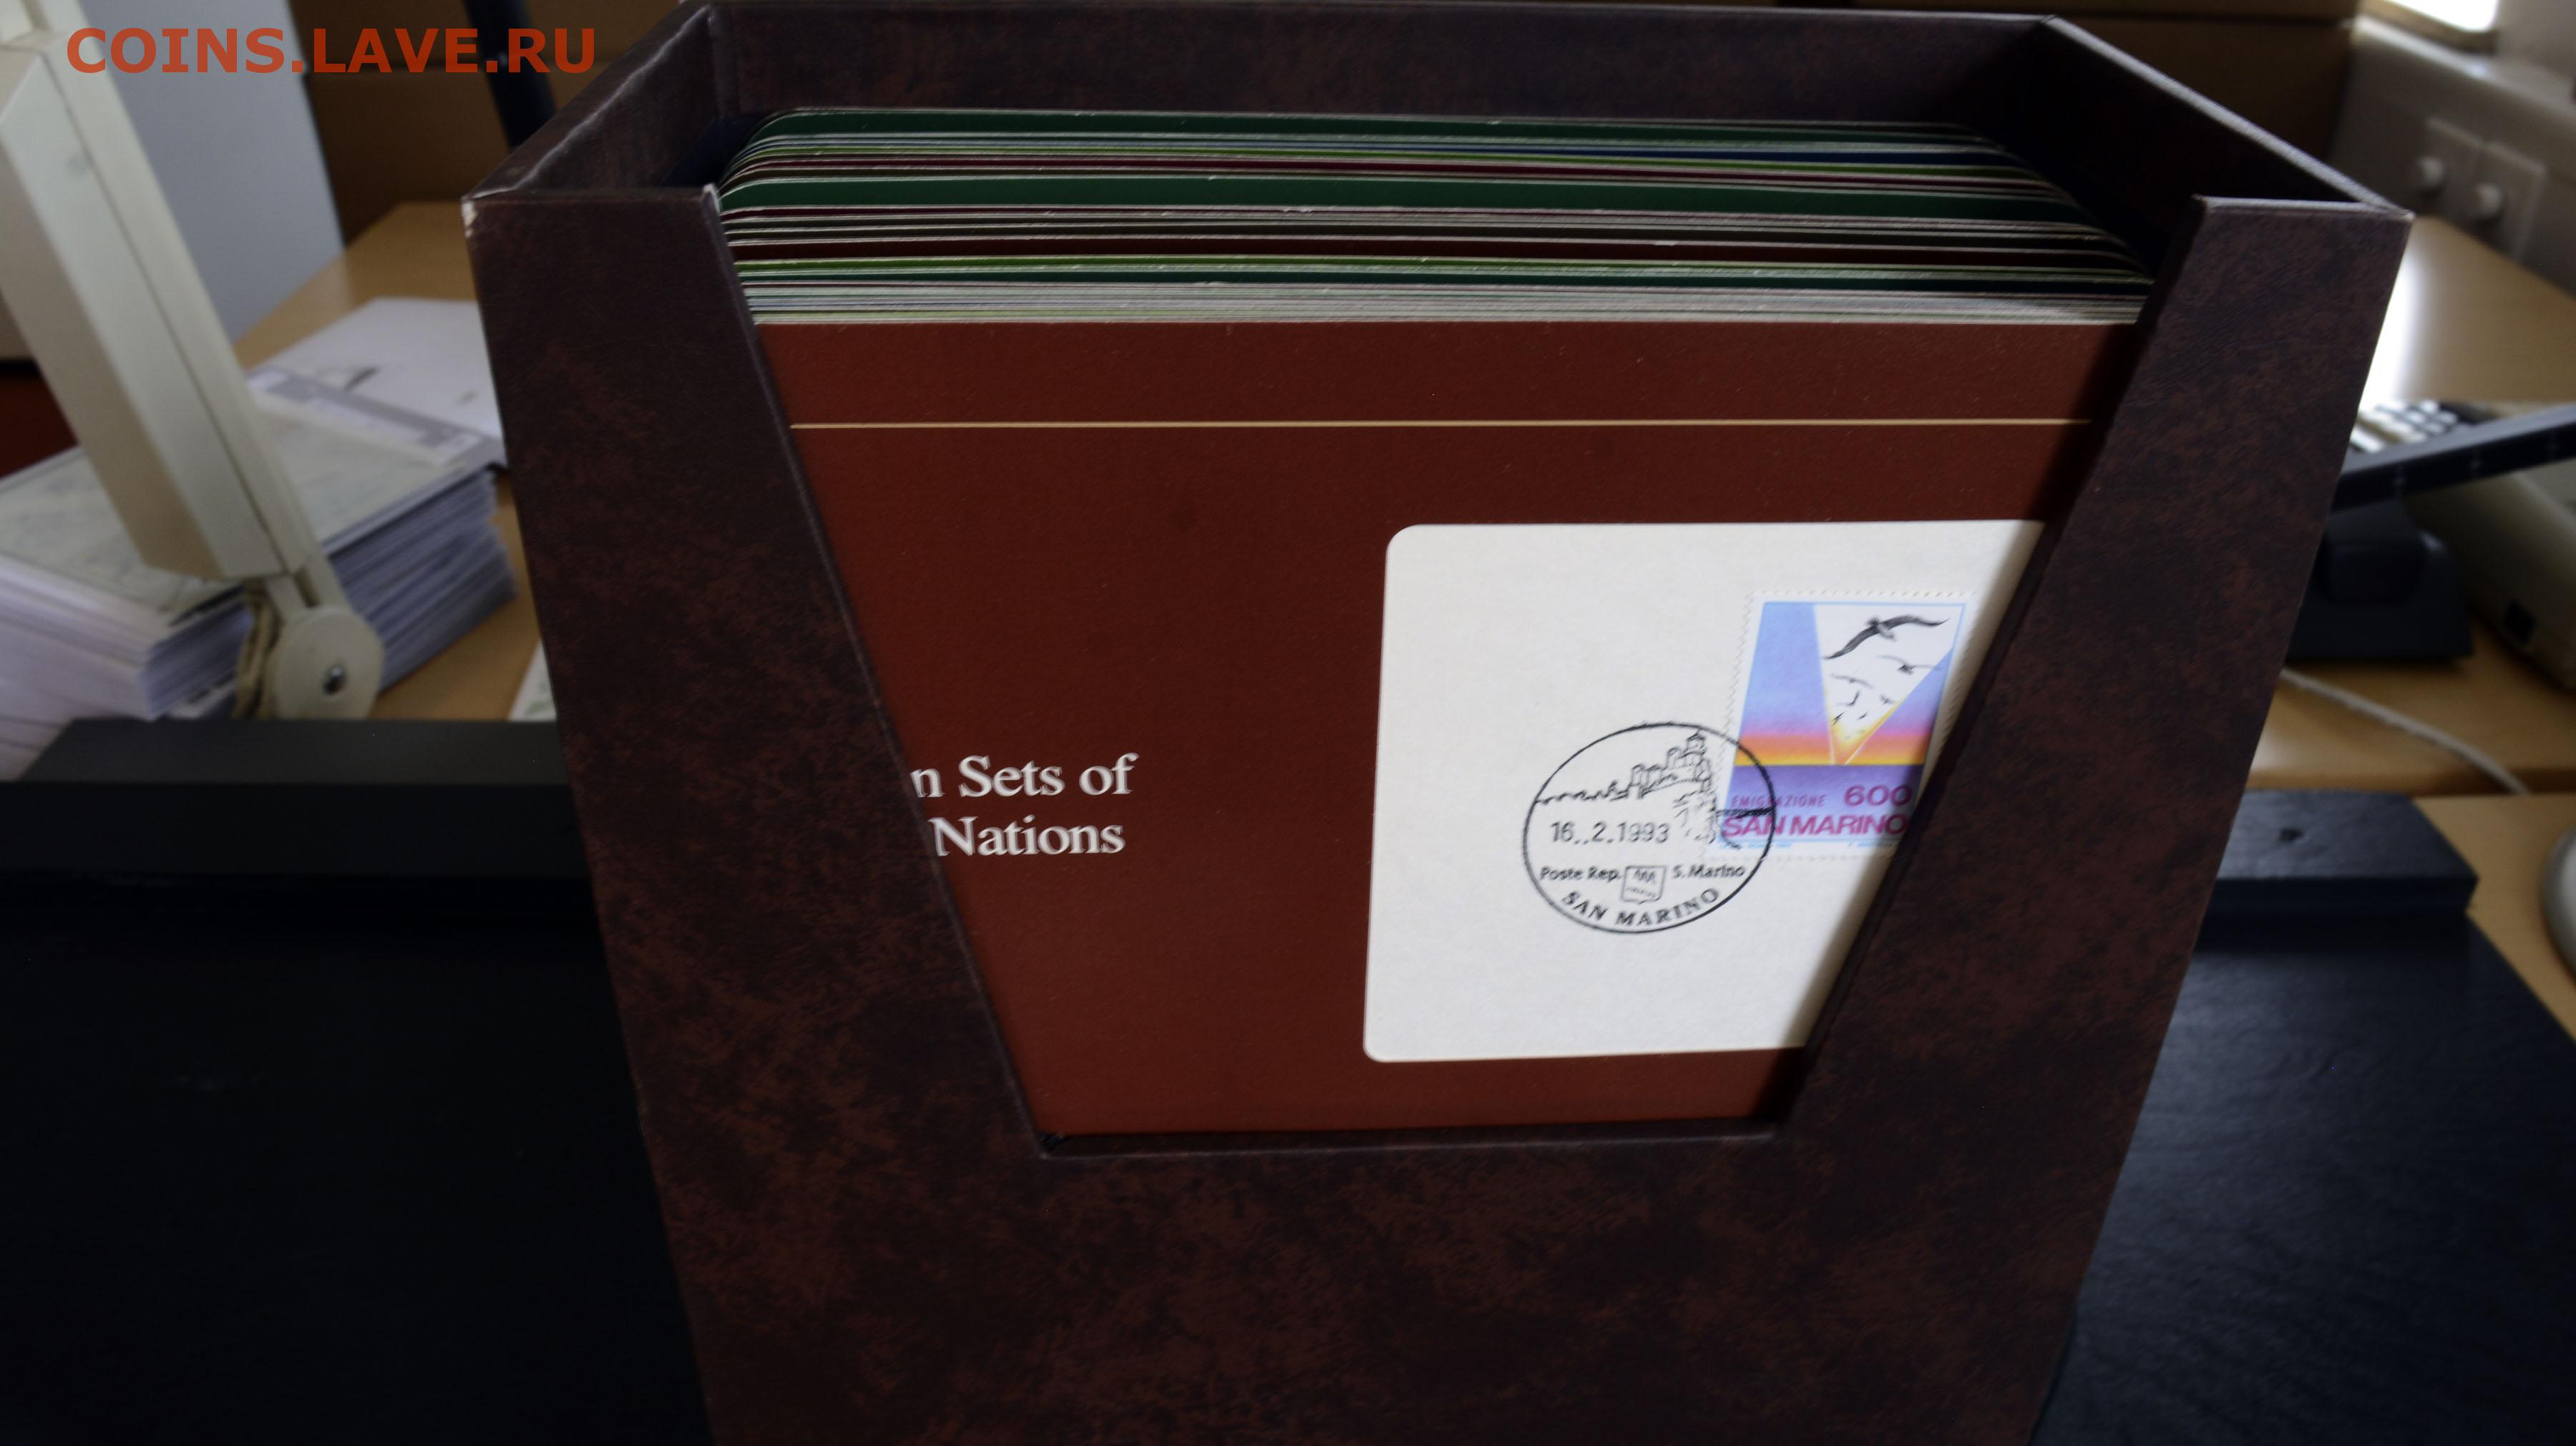 COINS.LAVE.RU
n Sets of
Nations
EMIGRAZIONE 600
SAN MARINO
16..2.1993
Poste Rep. S. Marino
SAN MARINO